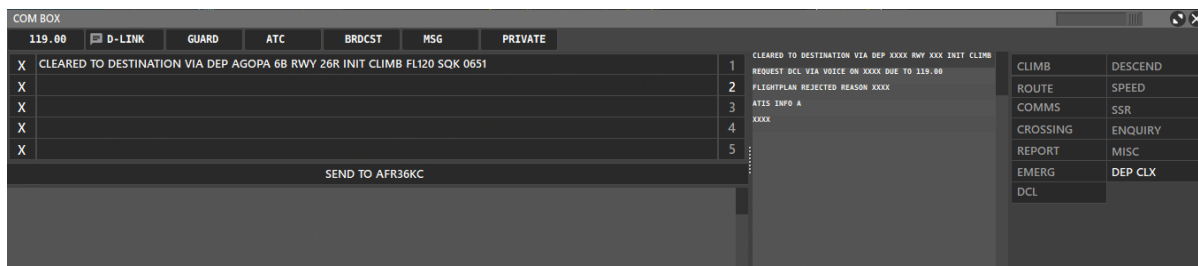 COM BOX
119.00 D-LINK GUARD ATC BRDCST MSG PRIVATE
X CLEARED TO DESTINATION VIA DEP AGOPA 6B RWY 26R INIT CLIMB FL120 SQK 0651 1
X 2
X 3
X 4
X 5
SEND TO AFR36KC
CLEARED TO DESTINATION VIA DEP XXXX RWY XXX INIT CLIMB
REQUEST DCL VIA VOICE ON XXXX DUE TO 119.00
FLIGHTPLAN REJECTED REASON XXXX
ATIS INFO A
XXXX
CLIMB DESCEND
ROUTE SPEED
COMMS SSR
CROSSING ENQUIRY
REPORT MISC
EMERG DEP CLX
DCL